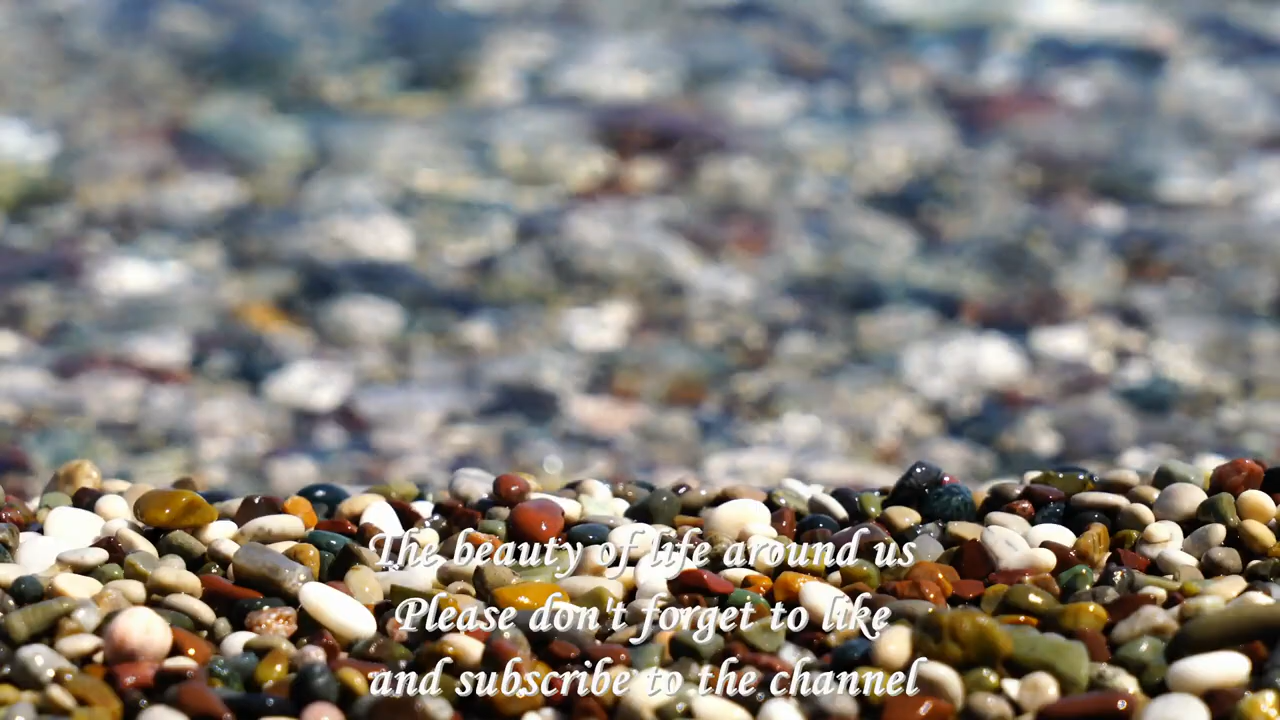 The beauty of life around us
Please don't forget to like
and subscribe to the channel